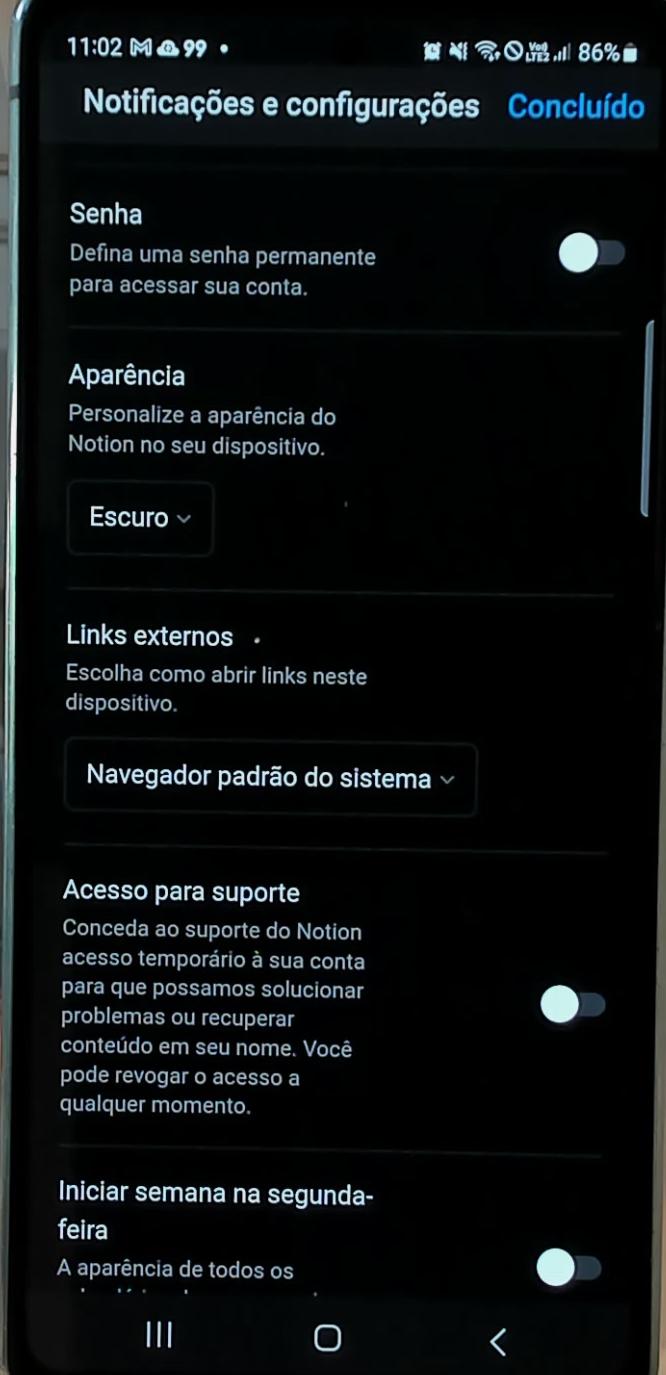 11:02 99 86%
Notificações e configurações Concluído
Senha
Defina uma senha permanente
para acessar sua conta.
Aparência
Personalize a aparência do
Notion no seu dispositivo.
Escuro
Links externos
Escolha como abrir links neste
dispositivo.
Navegador padrão do sistema
Acesso para suporte
Conceda ao suporte do Notion
acesso temporário à sua conta
para que possamos solucionar
problemas ou recuperar
conteúdo em seu nome. Você
pode revogar o acesso a
qualquer momento.
Iniciar semana na segunda-
feira
A aparência de todos os